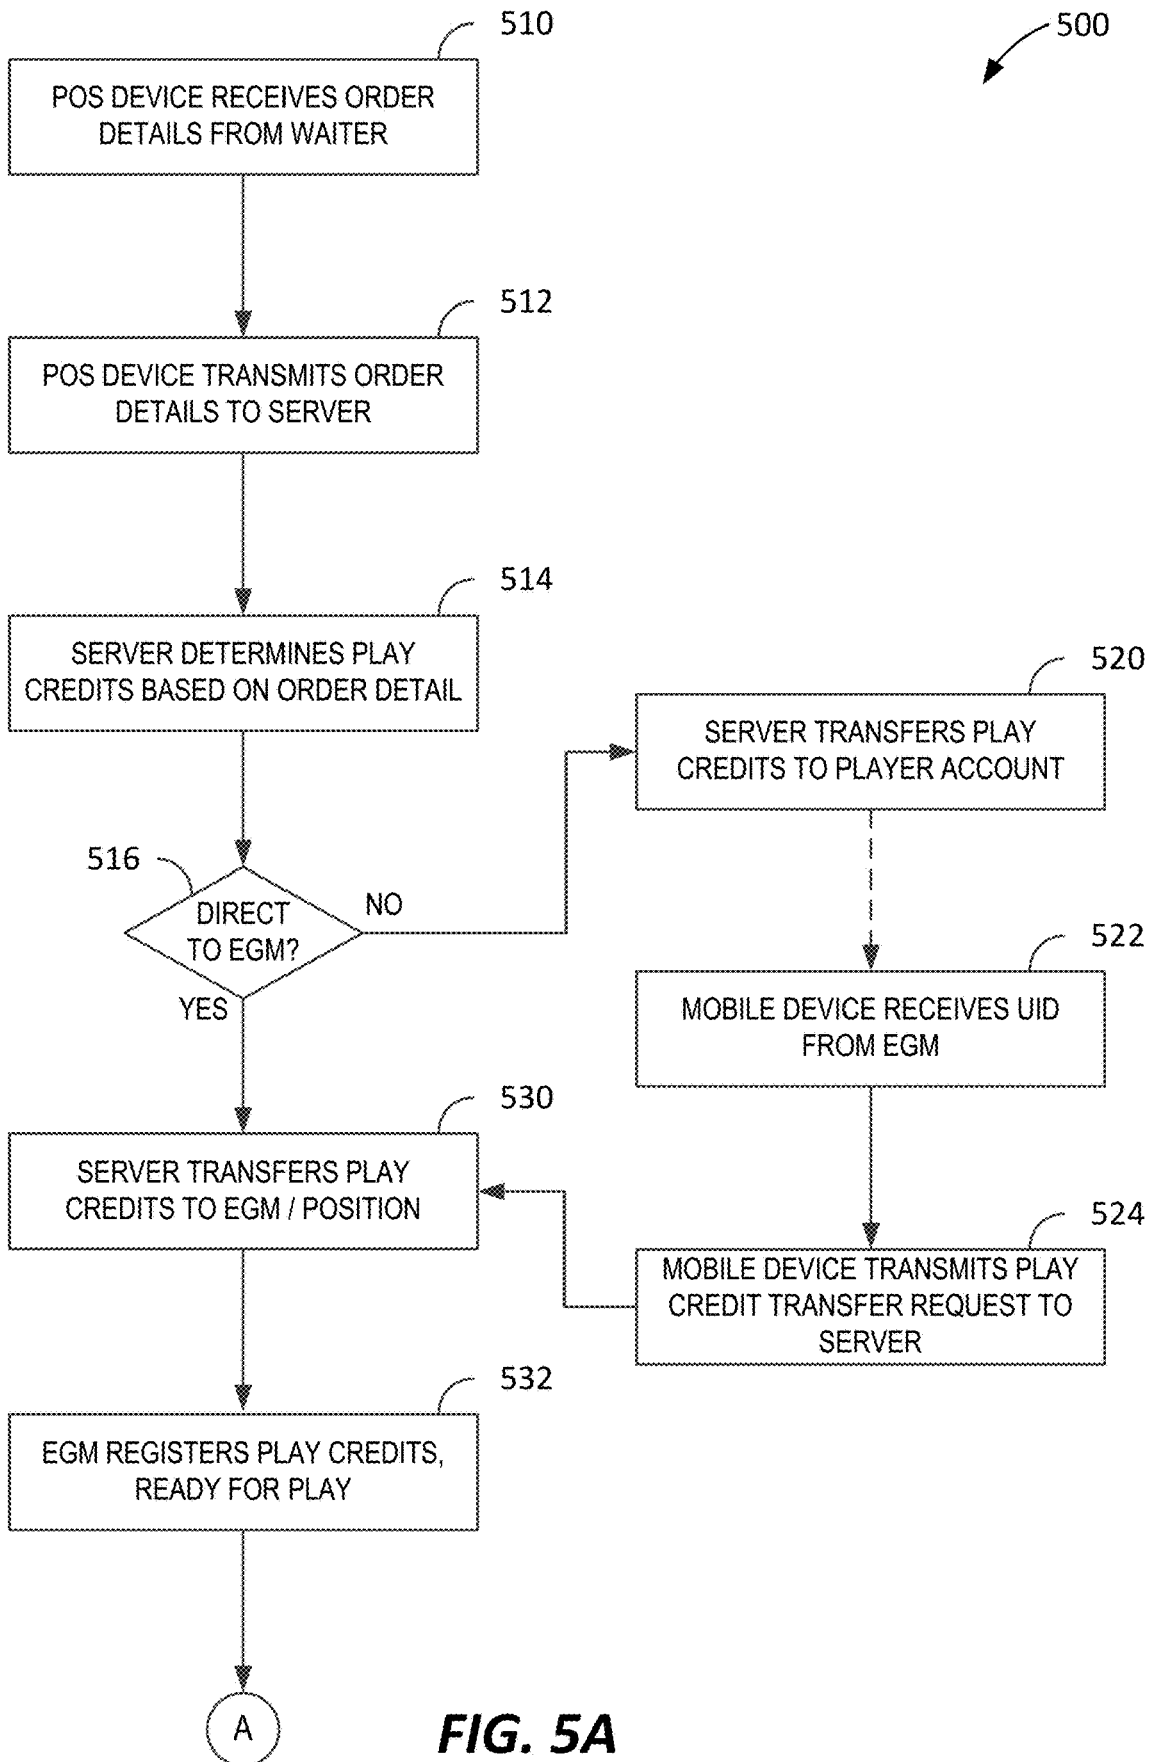 500
510
POS DEVICE RECEIVES ORDER
DETAILS FROM WAITER
512
POS DEVICE TRANSMITS ORDER
DETAILS TO SERVER
514
SERVER DETERMINES PLAY
CREDITS BASED ON ORDER DETAIL
516
DIRECT
TO EGM?
NO
YES
520
SERVER TRANSFERS PLAY
CREDITS TO PLAYER ACCOUNT
522
MOBILE DEVICE RECEIVES UID
FROM EGM
524
MOBILE DEVICE TRANSMITS PLAY
CREDIT TRANSFER REQUEST TO
SERVER
530
SERVER TRANSFERS PLAY
CREDITS TO EGM / POSITION
532
EGM REGISTERS PLAY CREDITS,
READY FOR PLAY
A
FIG. 5A